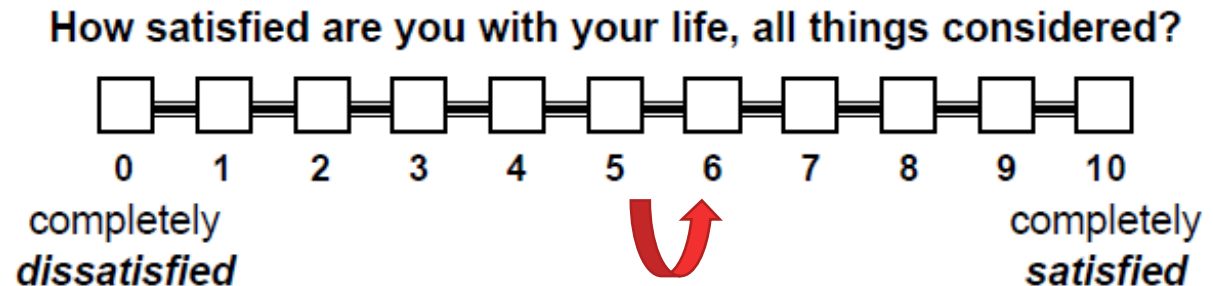 How satisfied are you with your life, all things considered?
0 1 2 3 4 5 6 7 8 9 10
completely completely
dissatisfied satisfied